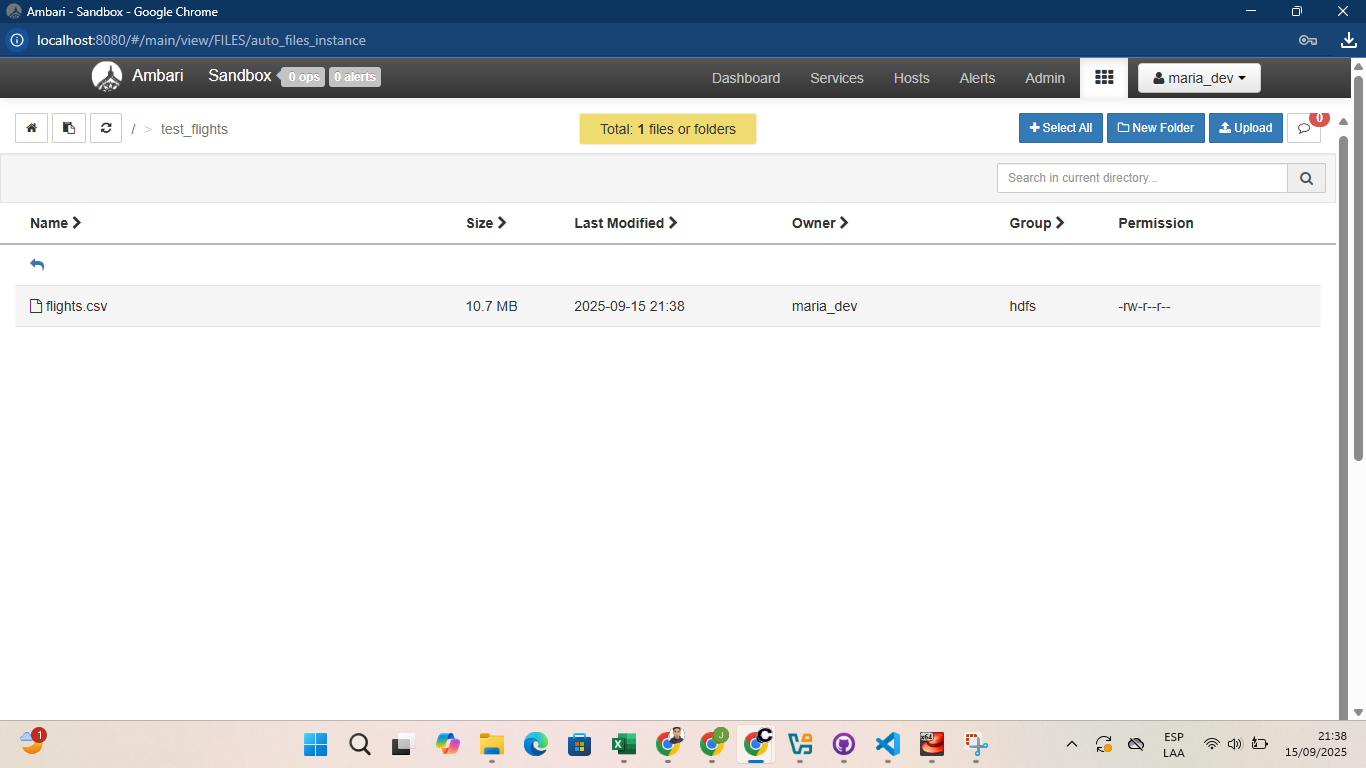 Ambari - Sandbox - Google Chrome
localhost:8080/#/main/view/FILES/auto_files_instance
Ambari Sandbox 0 ops 0 alerts Dashboard Services Hosts Alerts Admin maria_dev
/ > test_flights Total: 1 files or folders Select All New Folder Upload 0
Search in current directory...
Name Size Last Modified Owner Group Permission
flights.csv 10.7 MB 2025-09-15 21:38 maria_dev hdfs -rw-r--r--
1 J C x64 ESP 21:38
LAA 15/09/2025